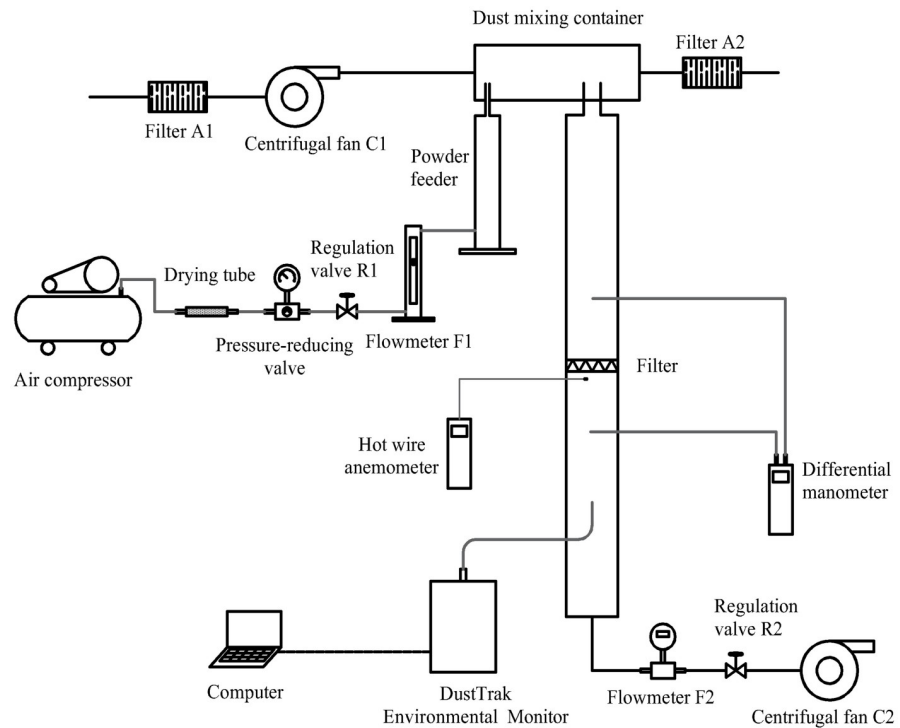 Dust mixing container
Filter A2
Filter A1
Centrifugal fan C1
Powder
feeder
Regulation
valve R1
Drying tube
Pressure-reducing
valve
Flowmeter F1
Air compressor
Filter
Hot wire
anemometer
Differential
manometer
Regulation
valve R2
Computer
DustTrak
Environmental Monitor
Flowmeter F2
Centrifugal fan C2